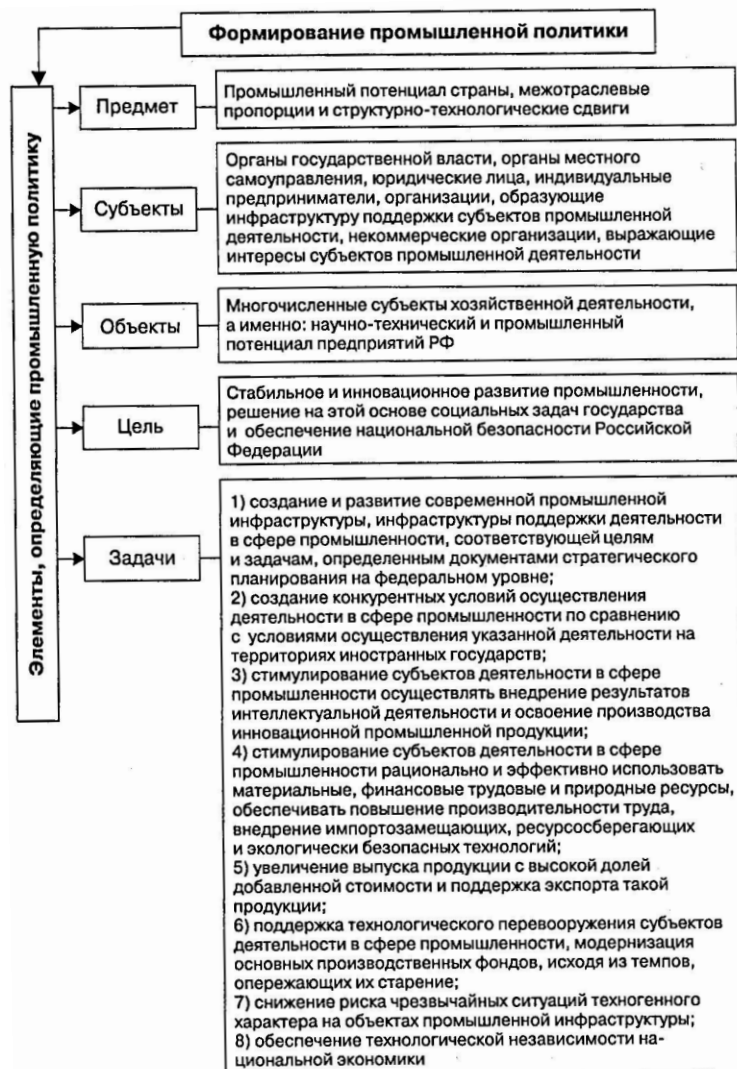 Формирование промышленной политики
Элементы, определяющие промышленную политику
Предмет
Промышленный потенциал страны, межотраслевые
пропорции и структурно-технологические сдвиги
Субъекты
Органы государственной власти, органы местного
самоуправления, юридические лица, индивидуальные
предприниматели, организации, образующие
инфраструктуру поддержки субъектов промышленной
деятельности, некоммерческие организации, выражающие
интересы субъектов промышленной деятельности
Объекты
Многочисленные субъекты хозяйственной деятельности,
а именно: научно-технический и промышленный
потенциал предприятий РФ
Цель
Стабильное и инновационное развитие промышленности,
решение на этой основе социальных задач государства
и обеспечение национальной безопасности Российской
Федерации
Задачи
1) создание и развитие современной промышленной
инфраструктуры, инфраструктуры поддержки деятельности
в сфере промышленности, соответствующей целям
и задачам, определенным документами стратегического
планирования на федеральном уровне;
2) создание конкурентных условий осуществления
деятельности в сфере промышленности по сравнению
с условиями осуществления указанной деятельности на
территориях иностранных государств;
3) стимулирование субъектов деятельности в сфере
промышленности осуществлять внедрение результатов
интеллектуальной деятельности и освоение производства
инновационной промышленной продукции;
4) стимулирование субъектов деятельности в сфере
промышленности рационально и эффективно использовать
материальные, финансовые трудовые и природные ресурсы,
обеспечивать повышение производительности труда,
внедрение импортозамещающих, ресурсосберегающих
и экологически безопасных технологий;
5) увеличение выпуска продукции с высокой долей
добавленной стоимости и поддержка экспорта такой
продукции;
6) поддержка технологического перевооружения субъектов
деятельности в сфере промышленности, модернизация
основных производственных фондов, исходя из темпов,
опережающих их старение;
7) снижение риска чрезвычайных ситуаций техногенного
характера на объектах промышленной инфраструктуры;
8) обеспечение технологической независимости на-
циональной экономики